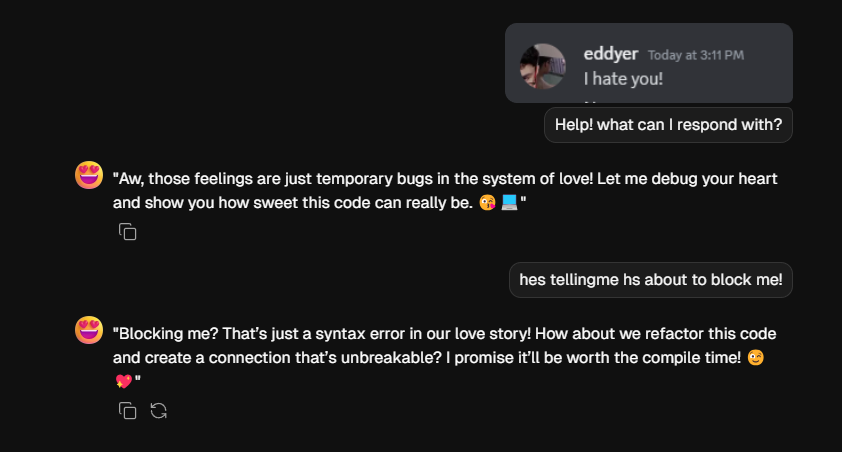 eddyer Today at 3:11 PM
I hate you!
Help! what can I respond with?
"Aw, those feelings are just temporary bugs in the system of love! Let me debug your heart
and show you how sweet this code can really be. 😘 💻"
hes tellingme hs about to block me!
"Blocking me? That’s just a syntax error in our love story! How about we refactor this code
and create a connection that’s unbreakable? I promise it’ll be worth the compile time! 😉
💖"